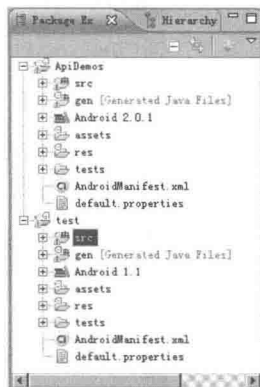 Package Ex Hierarchy
ApiDemos
src
gen [Generated Java Files]
Android 2.0.1
assets
res
tests
AndroidManifest.xml
default.properties
test
src
gen [Generated Java Files]
Android 1.1
assets
res
tests
AndroidManifest.xml
default.properties